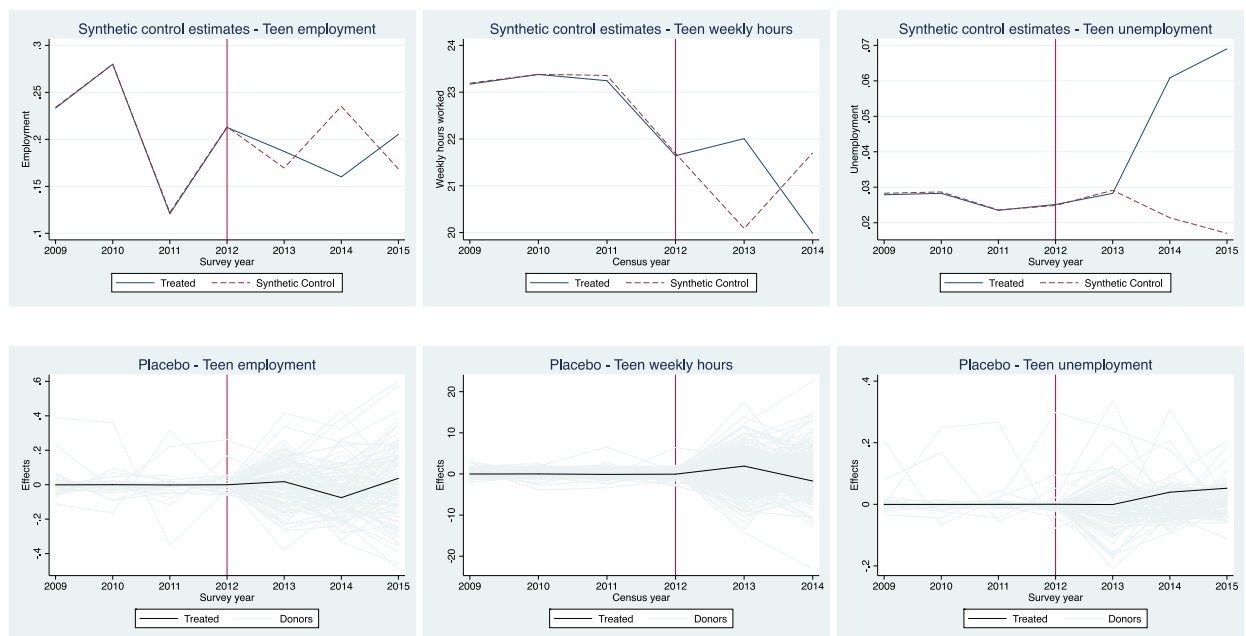 Synthetic control estimates - Teen employment
Employment
.3
.25
.2
.15
.1
2009 2010 2011 2012 2013 2014 2015
Survey year
Treated Synthetic Control
Synthetic control estimates - Teen weekly hours
Weekly hours worked
24
23
22
21
20
2009 2010 2011 2012 2013 2014
Census year
Treated Synthetic Control
Synthetic control estimates - Teen unemployment
Unemployment
.07
.06
.05
.04
.03
.02
2009 2010 2011 2012 2013 2014 2015
Survey year
Treated Synthetic Control
Placebo - Teen employment
Effects
.6
.4
.2
0
-.2
-.4
2009 2010 2011 2012 2013 2014 2015
Survey year
Treated Donors
Placebo - Teen weekly hours
Effects
20
10
0
-10
-20
2009 2010 2011 2012 2013 2014
Census year
Treated Donors
Placebo - Teen unemployment
Effects
.4
.2
0
-.2
2009 2010 2011 2012 2013 2014 2015
Survey year
Treated Donors